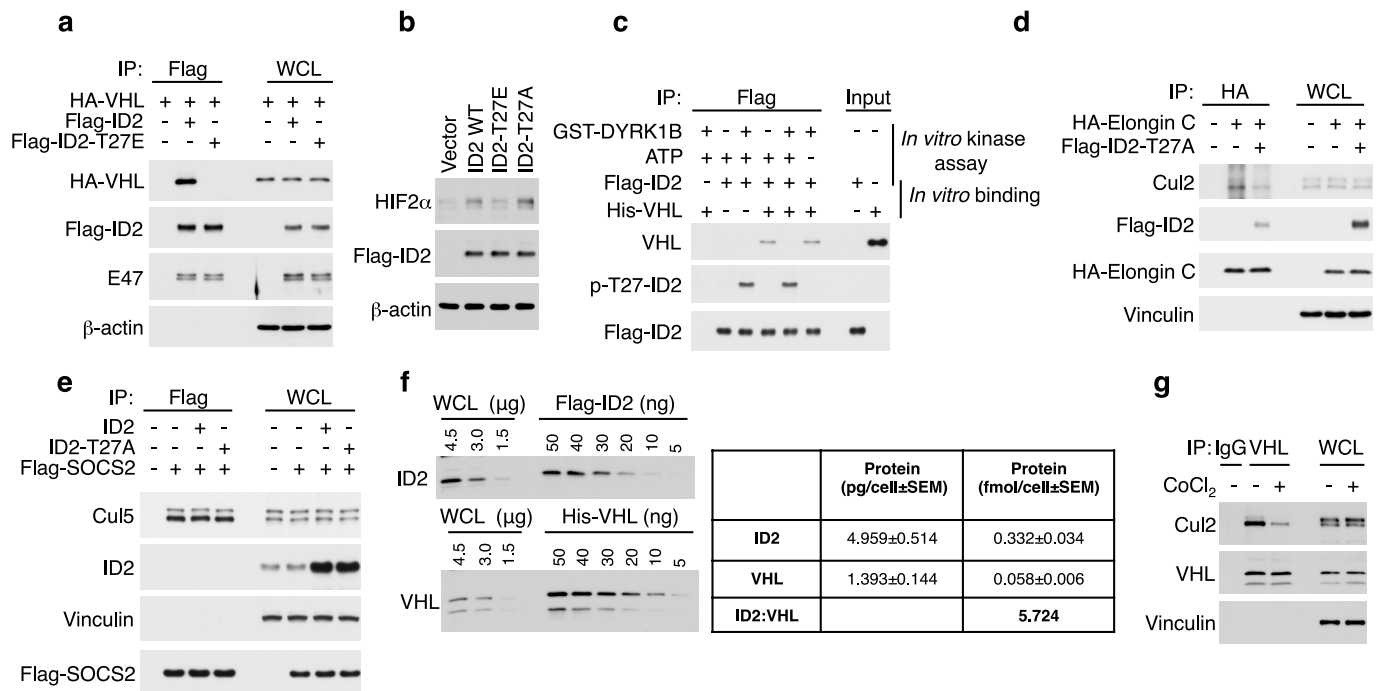 a
IP: Flag WCL
HA-VHL + + + + + +
Flag-ID2 - + - - + -
Flag-ID2-T27E - - + - - +
HA-VHL
Flag-ID2
E47
β-actin
b
Vector
ID2 WT
ID2-T27E
ID2-T27A
HIF2α
Flag-ID2
β-actin
c
IP: Flag Input
GST-DYRK1B + - + - + + - -
ATP + + + + + - - -
Flag-ID2 - + + + + + + -
His-VHL + - - + + + - +
In vitro kinase
assay
In vitro binding
VHL
p-T27-ID2
Flag-ID2
d
IP: HA WCL
HA-Elongin C - + + - + +
Flag-ID2-T27A - - + - - +
Cul2
Flag-ID2
HA-Elongin C
Vinculin
e
IP: Flag WCL
ID2 - - + - - - + -
ID2-T27A - - - + - - - +
Flag-SOCS2 - + + + - + + +
Cul5
ID2
Vinculin
Flag-SOCS2
f
WCL (μg) Flag-ID2 (ng)
4.5 3.0 1.5 50 40 30 20 10 5
ID2
WCL (μg) His-VHL (ng)
4.5 3.0 1.5 50 40 30 20 10 5
VHL
Protein Protein
(pg/cell±SEM) (fmol/cell±SEM)
ID2 4.959±0.514 0.332±0.034
VHL 1.393±0.144 0.058±0.006
ID2:VHL 5.724
g
IP: IgG VHL WCL
CoCl2 - - + - +
Cul2
VHL
Vinculin